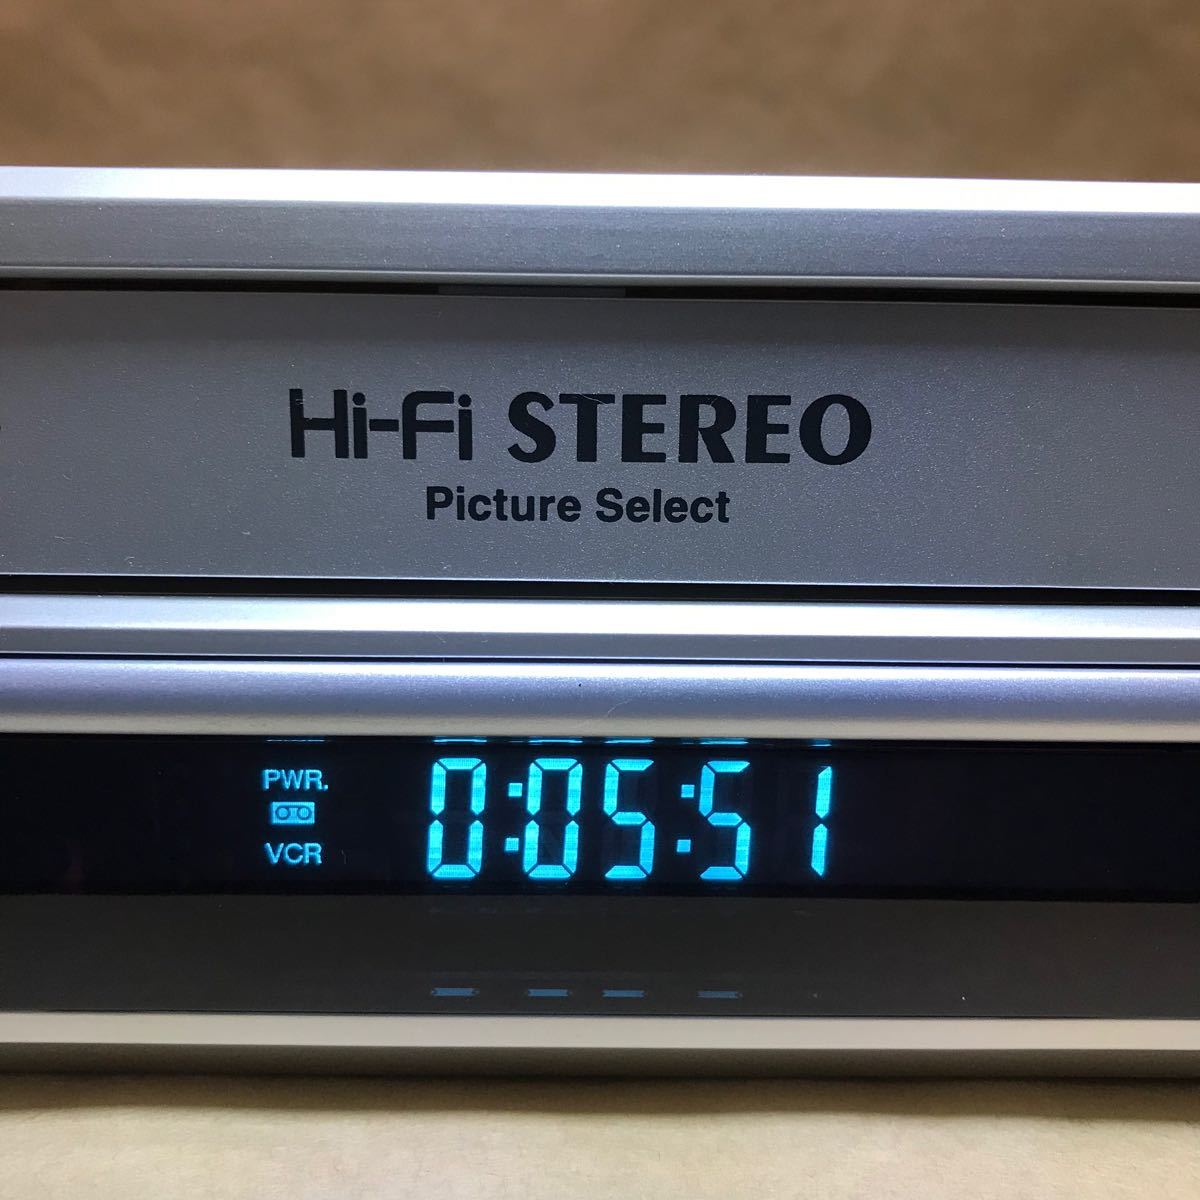 Hi-Fi STEREO
Picture Select
PWR.
VCR
0:05:51